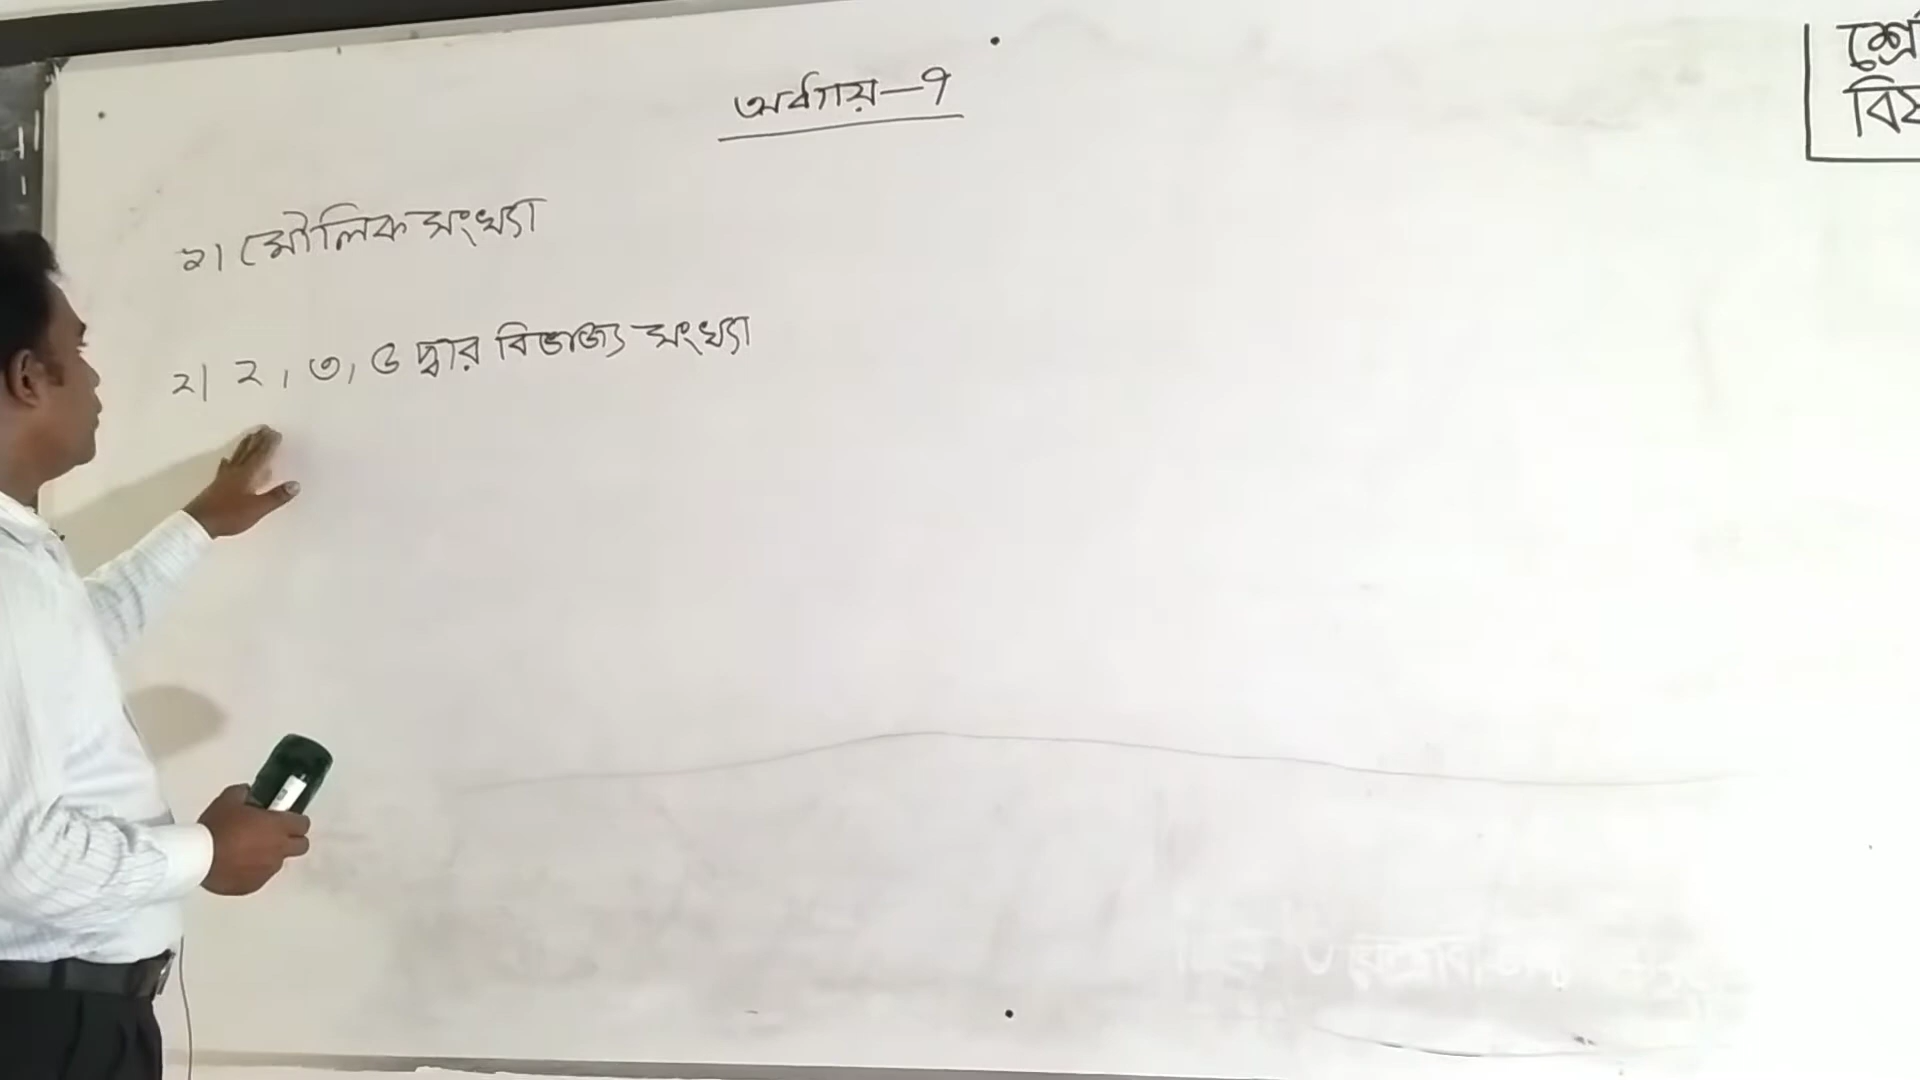 অধ্যায়-৭
১। মৌলিক সংখ্যা
২। ২, ৩, ৫ দ্বার বিভাজ্য সংখ্যা